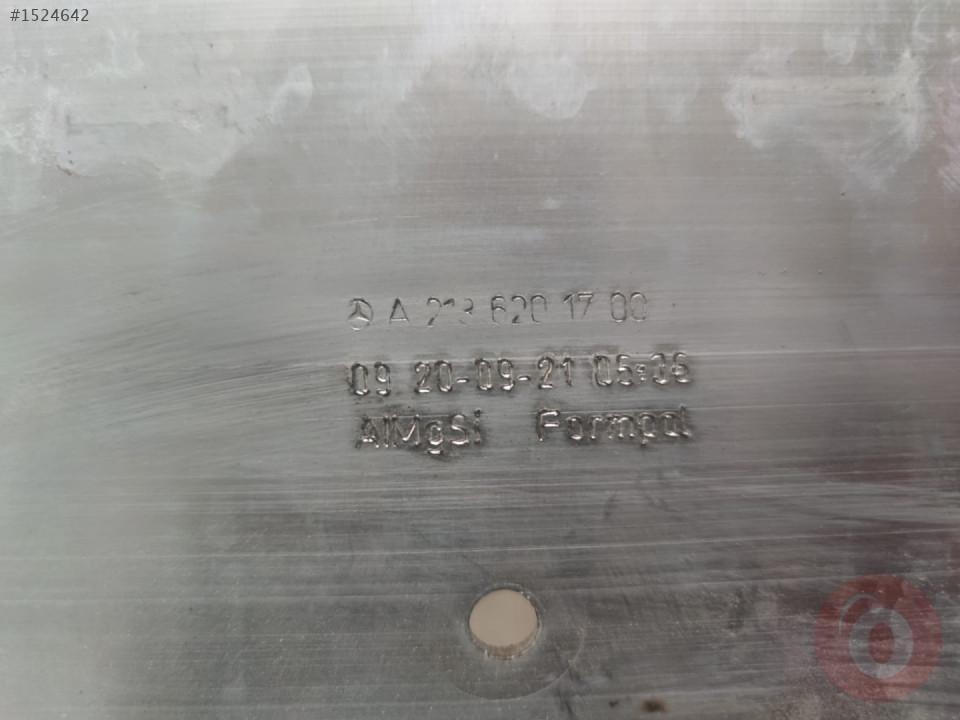 #1524642
A 213 620 17 00
09 20-09-21 05:06
AlMgSi Formpol